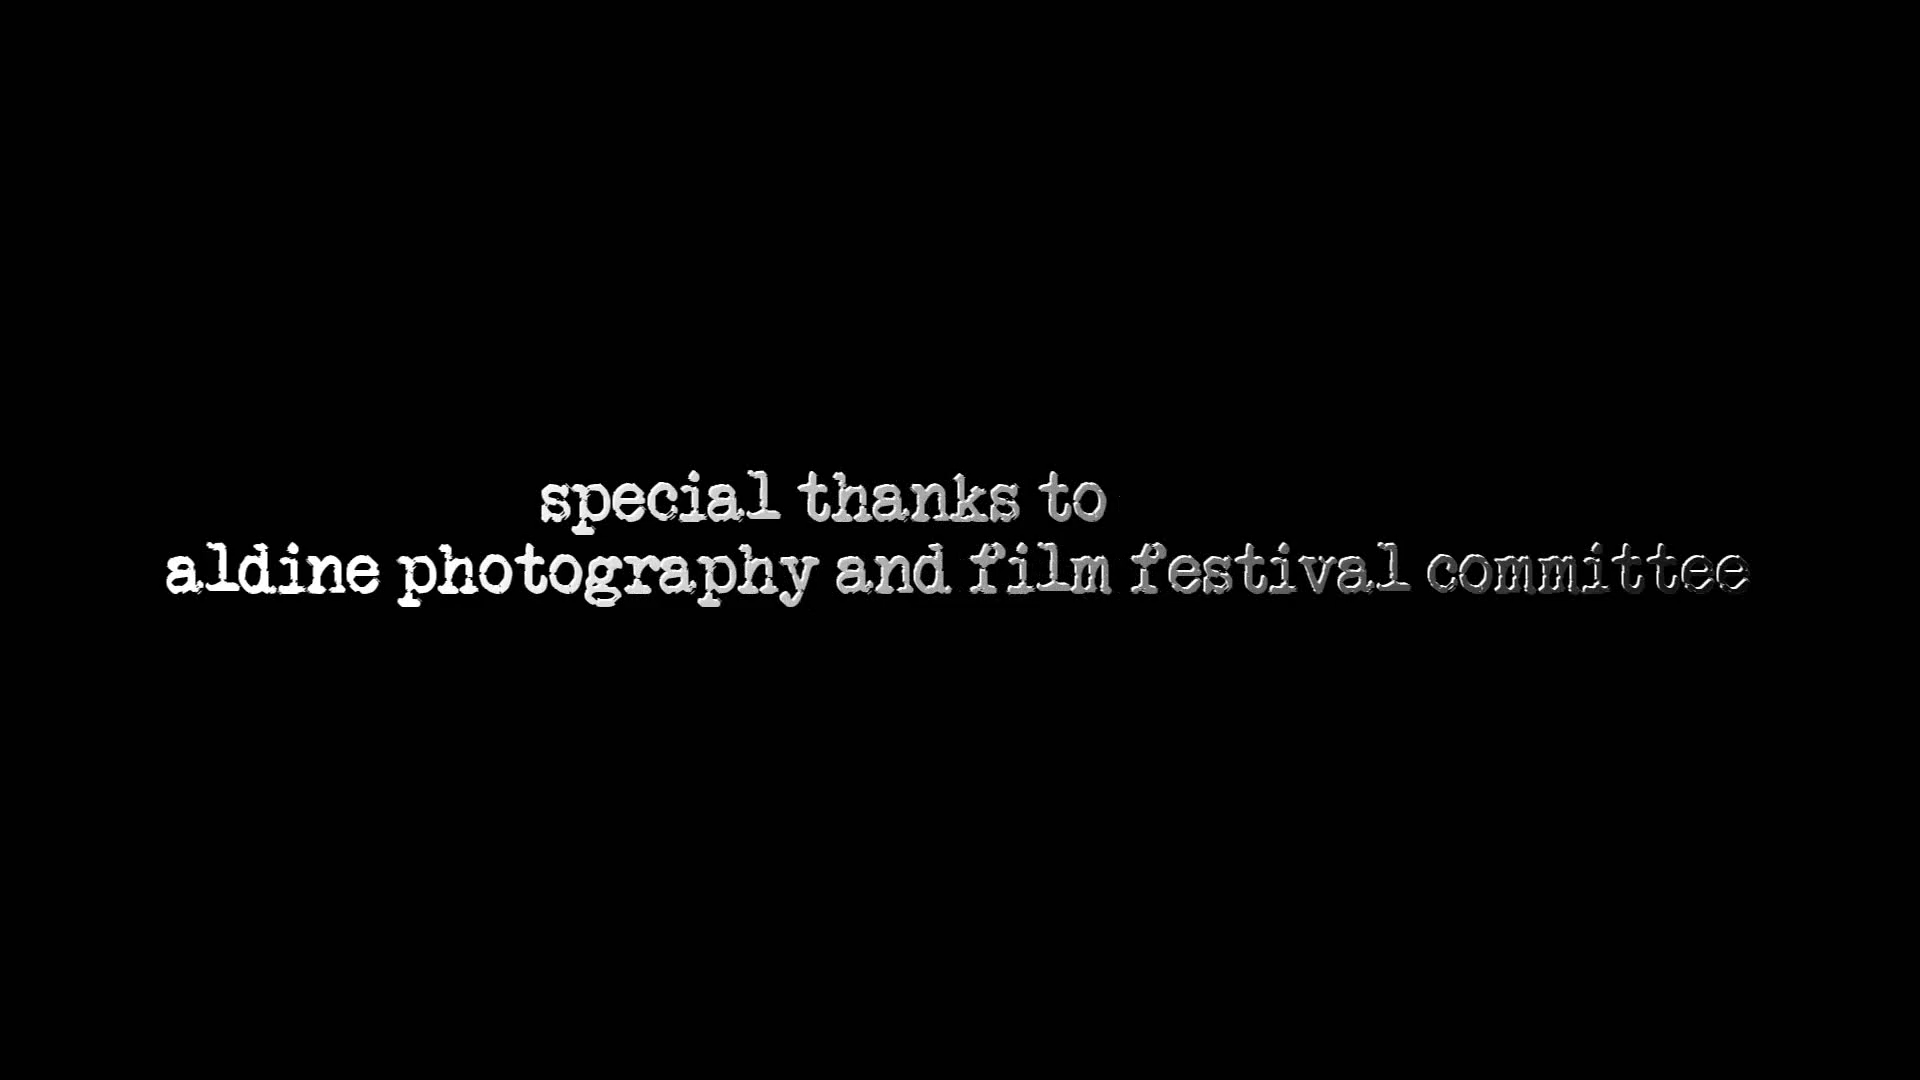 special thanks to
aldine photography and film festival committee